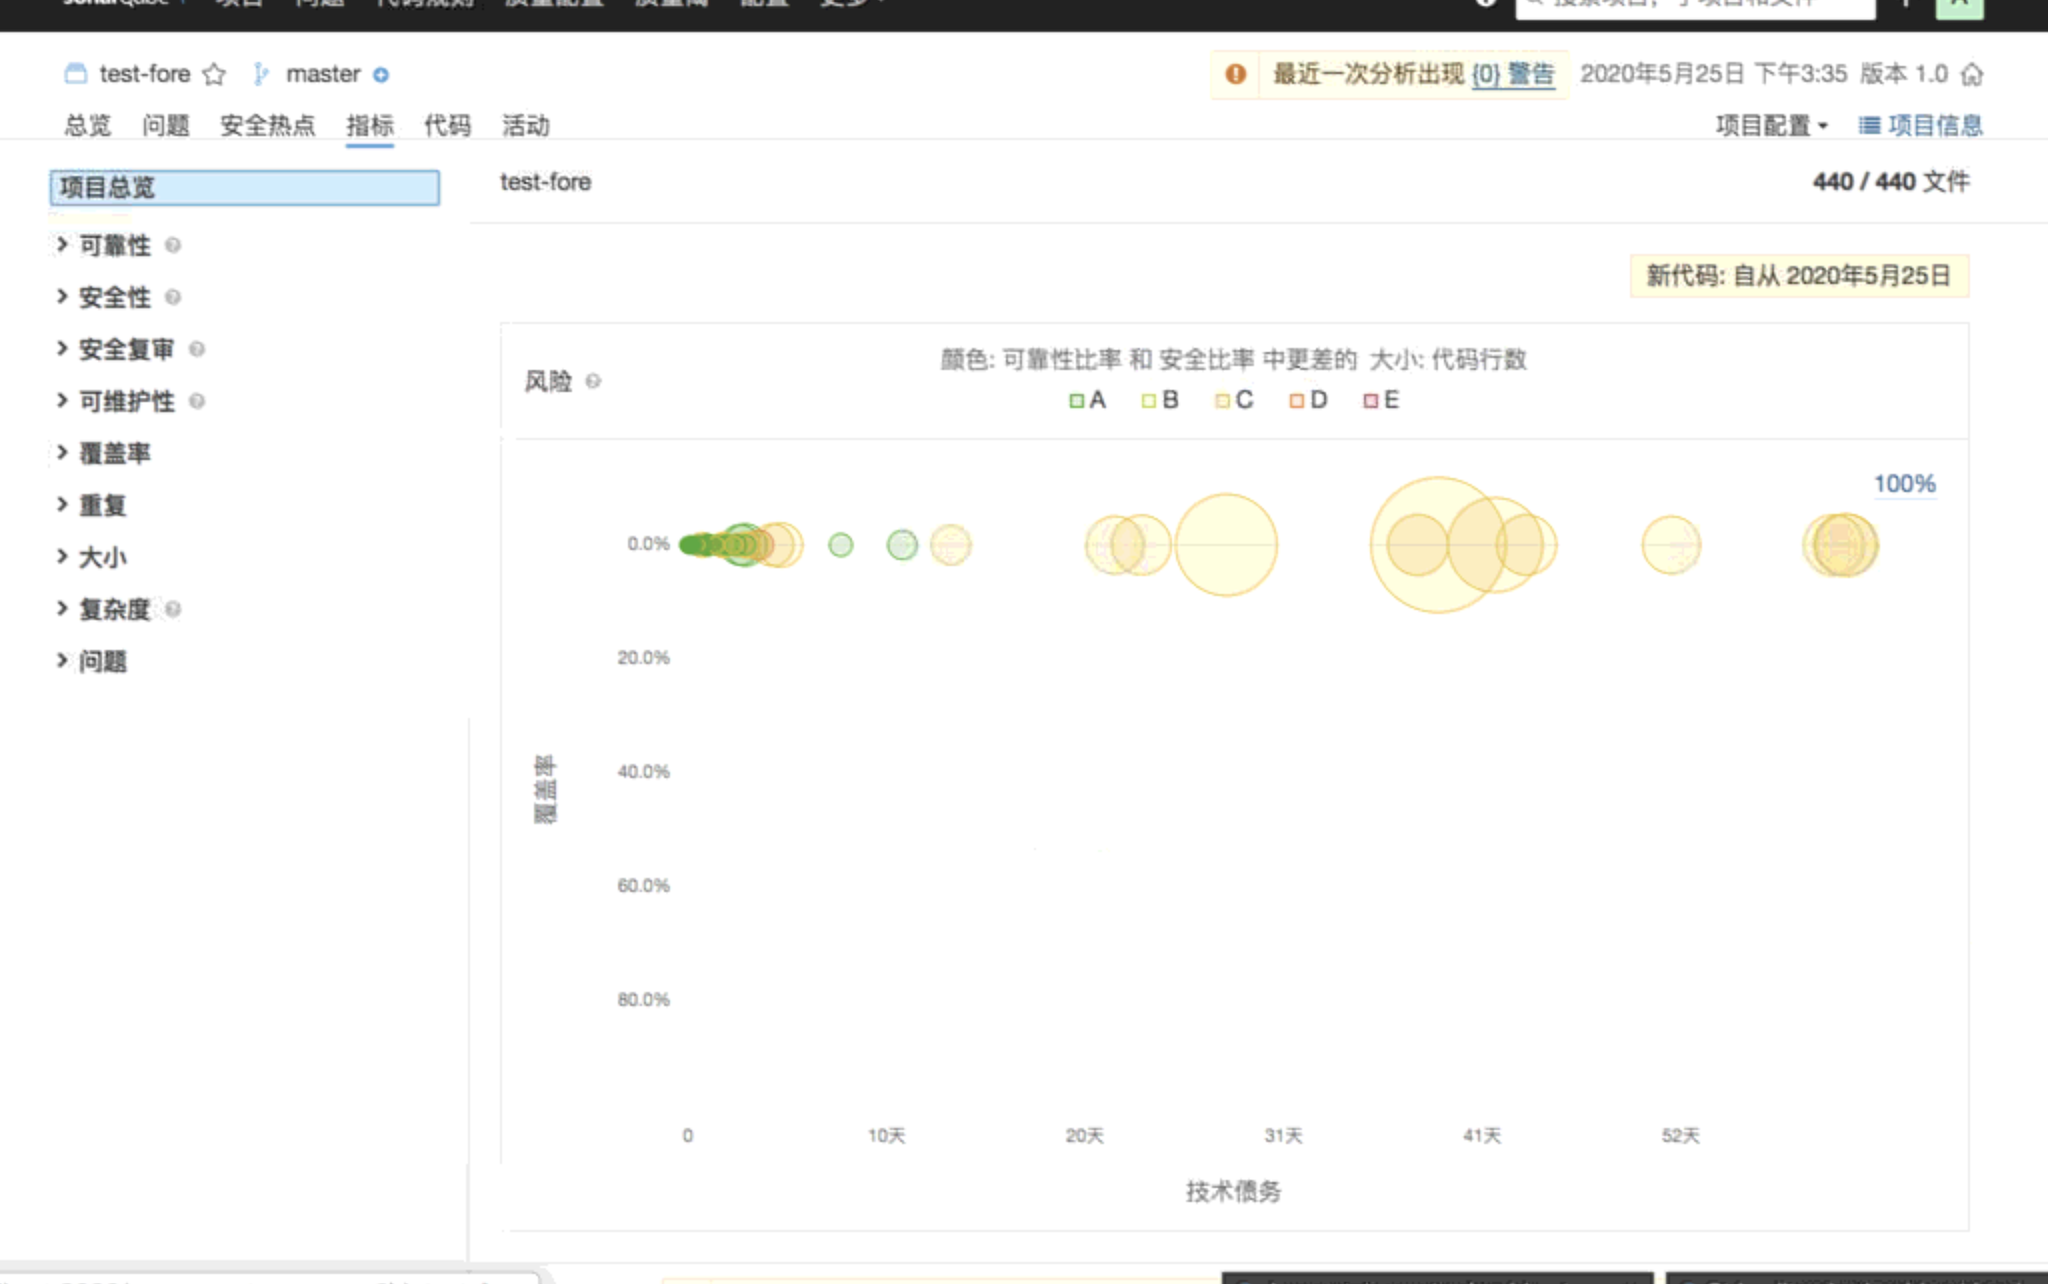 test-fore master 最近一次分析出现 {0} 警告 2020年5月25日 下午3:35 版本 1.0
总览 问题 安全热点 指标 代码 活动 项目配置 项目信息
项目总览
可靠性
安全性
安全复审
可维护性
覆盖率
重复
大小
复杂度
问题
test-fore 440 / 440 文件
新代码: 自从 2020年5月25日
风险
颜色: 可靠性比率 和 安全比率 中更差的 大小: 代码行数
A B C D E
100%
0.0%
20.0%
40.0%
60.0%
80.0%
覆盖率
0 10天 20天 31天 41天 52天
技术债务